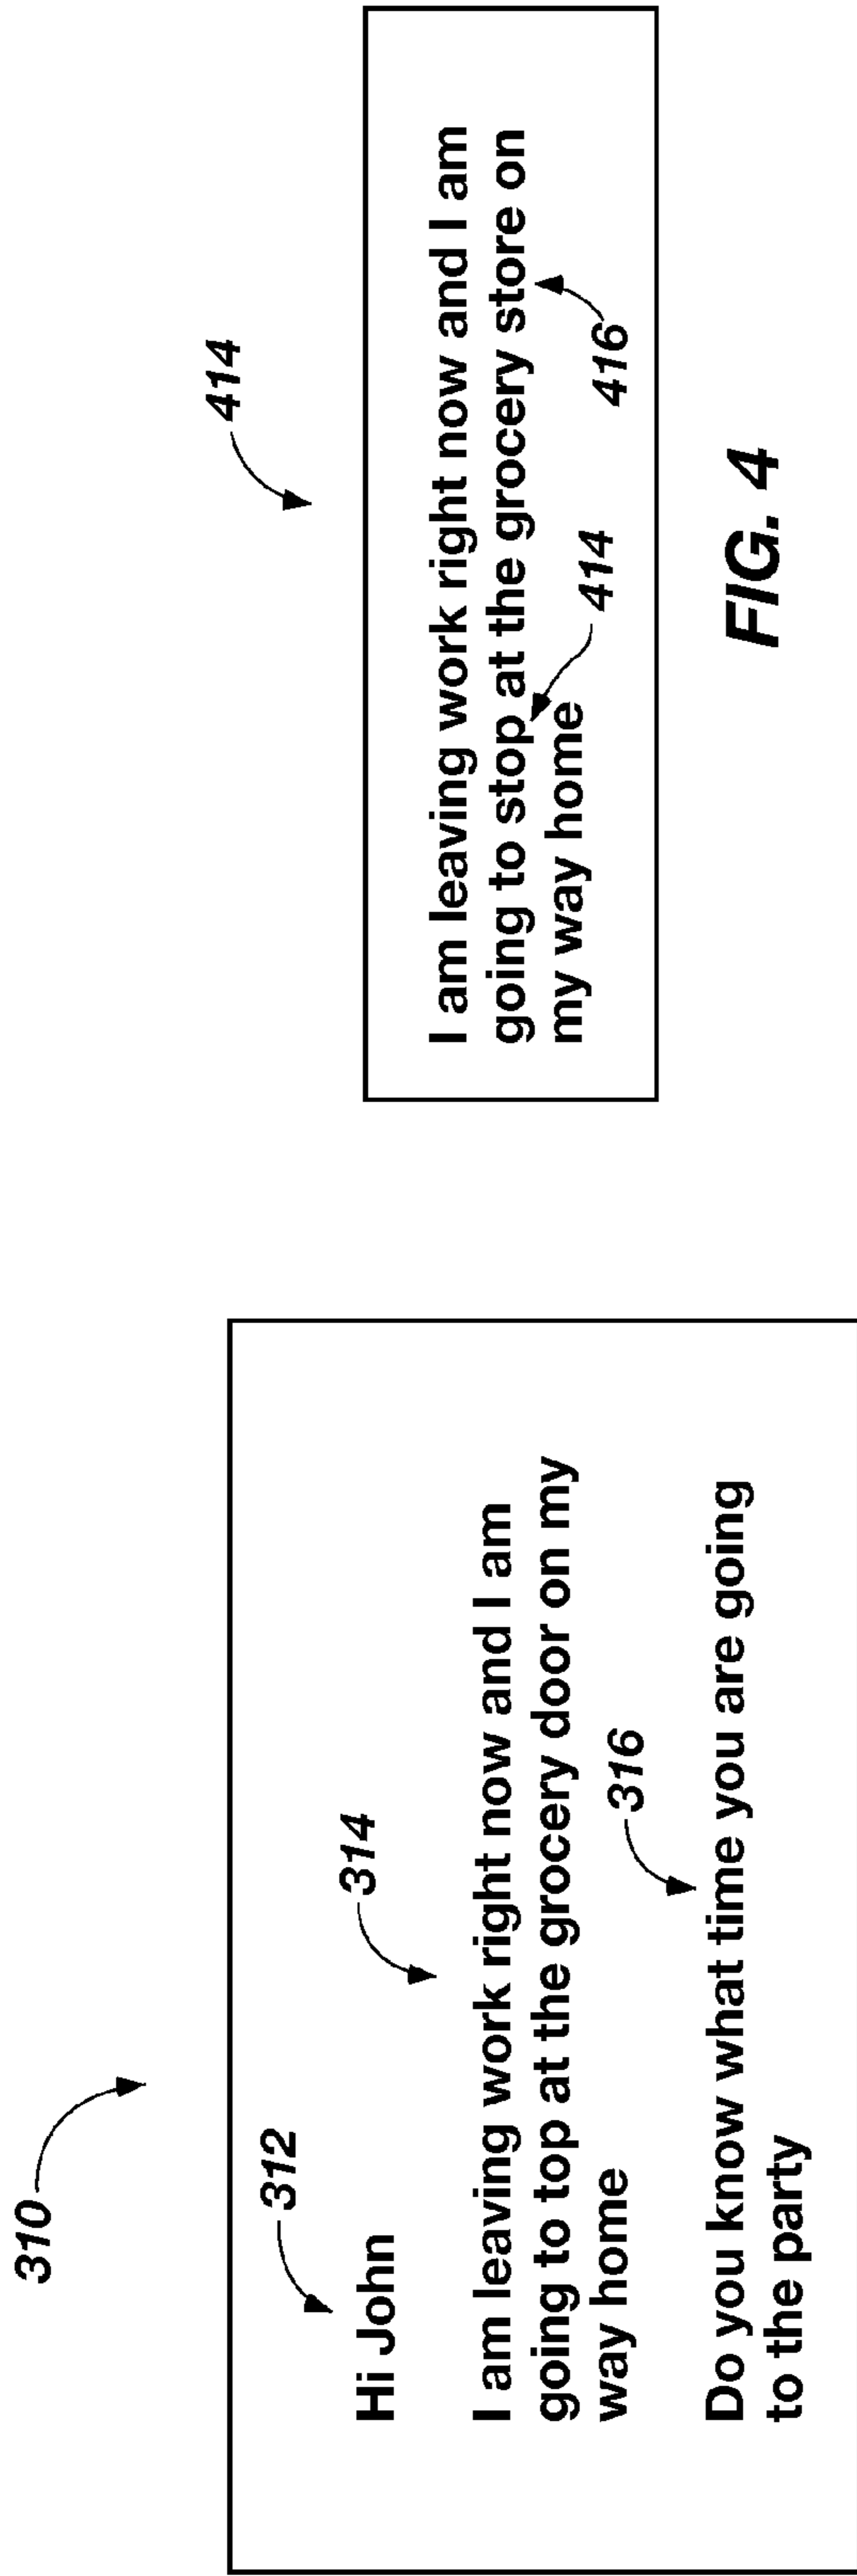 310
312
Hi John
314
I am leaving work right now and I am
going to top at the grocery door on my
way home
316
Do you know what time you are going
to the party
414
I am leaving work right now and I am
going to stop at the grocery store on
my way home
414
416
FIG. 4